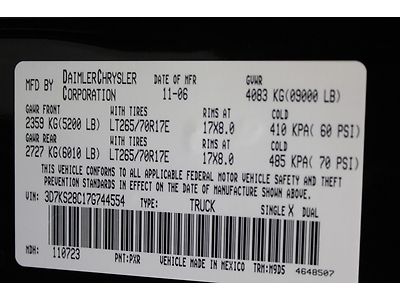 MFD BY DAIMLERCHRYSLER CORPORATION DATE OF MFR 11-06 GVWR 4083 KG(09000 LB)
GAWR FRONT WITH TIRES RIMS AT COLD
2359 KG(5200 LB) LT265/70R17E 17X8.0 410 KPA( 60 PSI)
GAWR REAR WITH TIRES RIMS AT COLD
2727 KG(6010 LB) LT265/70R17E 17X8.0 485 KPA( 70 PSI)
THIS VEHICLE CONFORMS TO ALL APPLICABLE FEDERAL MOTOR VEHICLE SAFETY AND THEFT
PREVENTION STANDARDS IN EFFECT ON THE DATE OF MANUFACTURE SHOWN ABOVE.
VIN: 3D7KS28C17G744554 TYPE: TRUCK SINGLE X DUAL
MDH: 110723 PNT:PXR VEHICLE MADE IN MEXICO TRM:M9D5 4648507